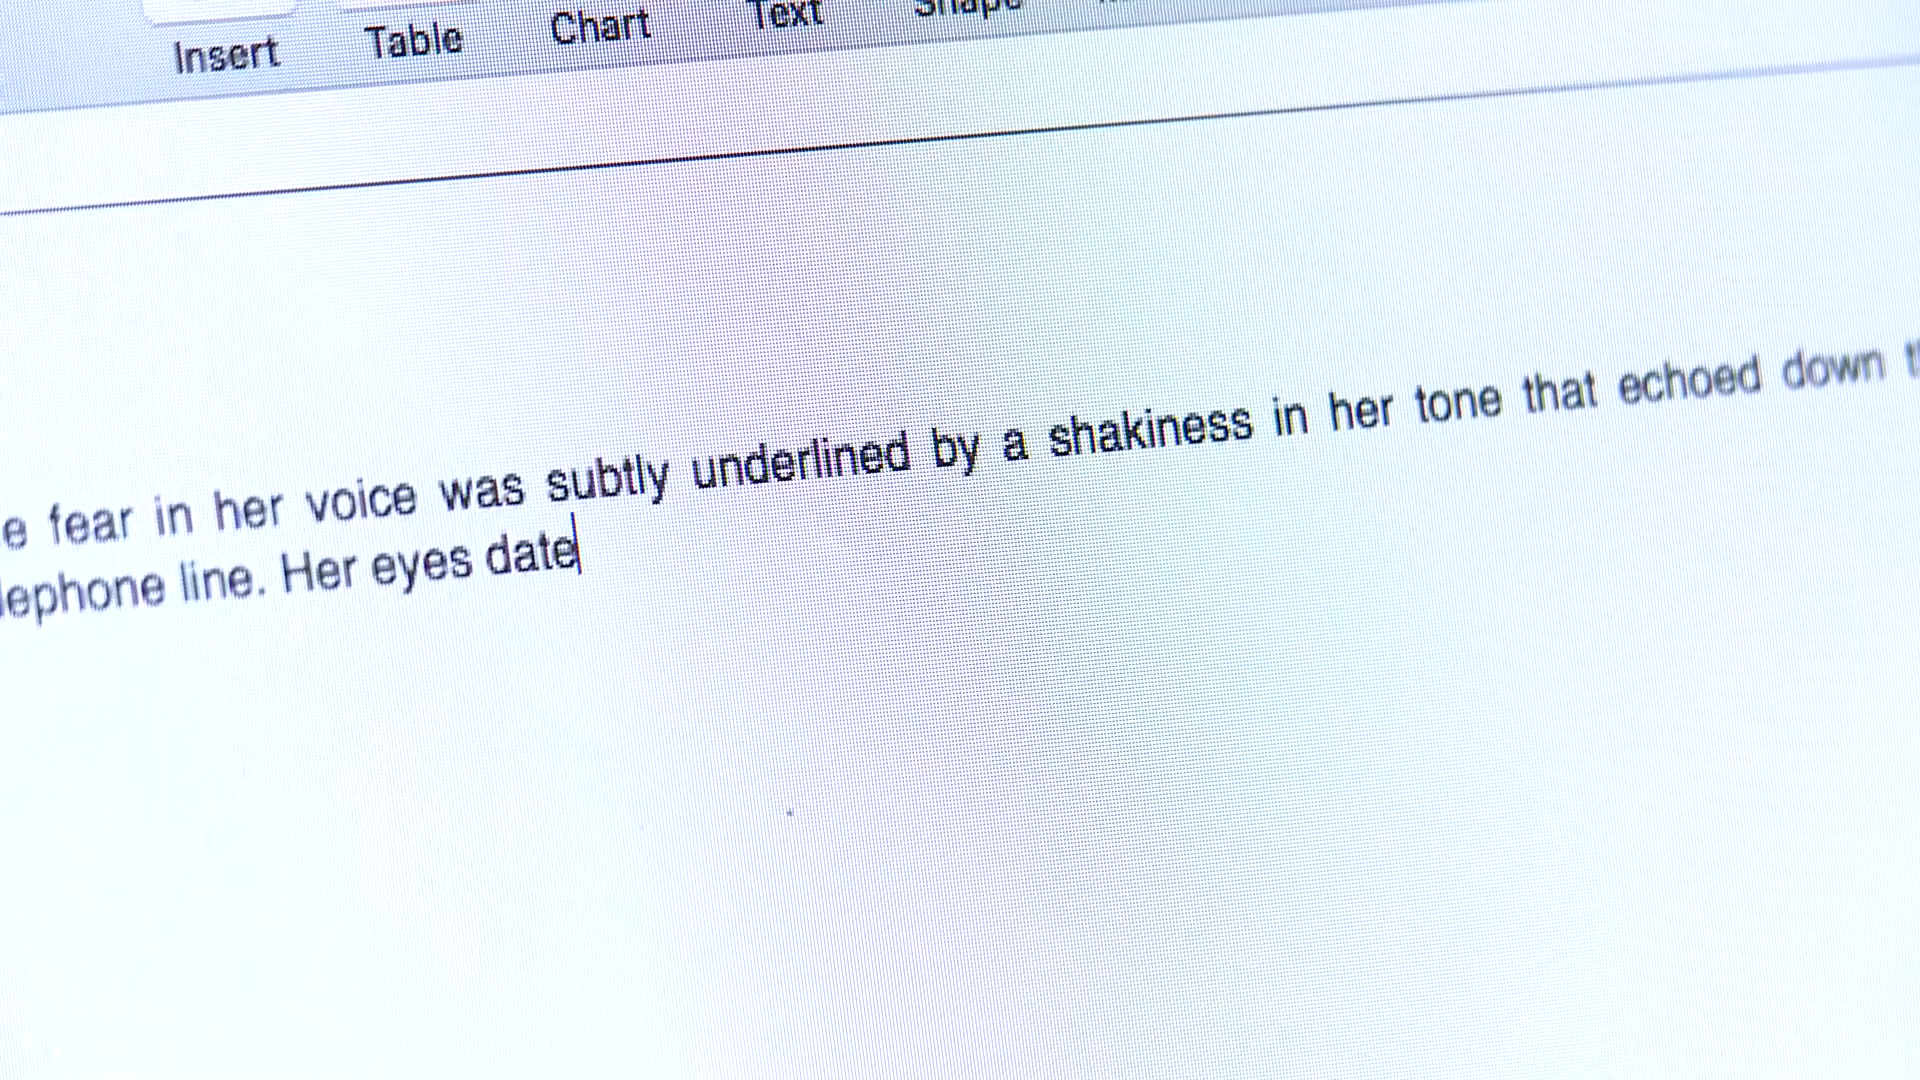 Insert Table Chart Text Shape
e fear in her voice was subtly underlined by a shakiness in her tone that echoed down t
lephone line. Her eyes date